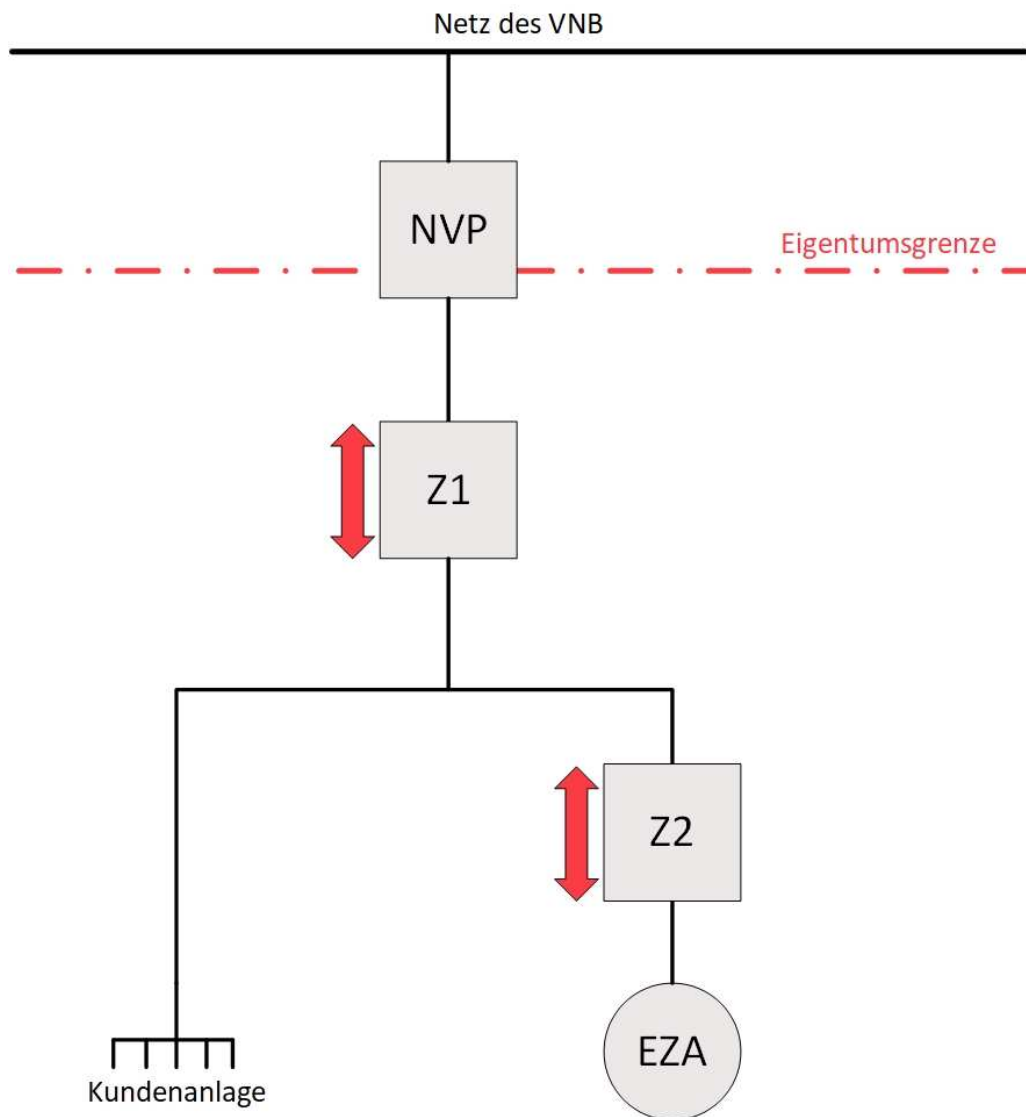 Netz des VNB
NVP
Eigentumsgrenze
Z1
Z2
EZA
Kundenanlage